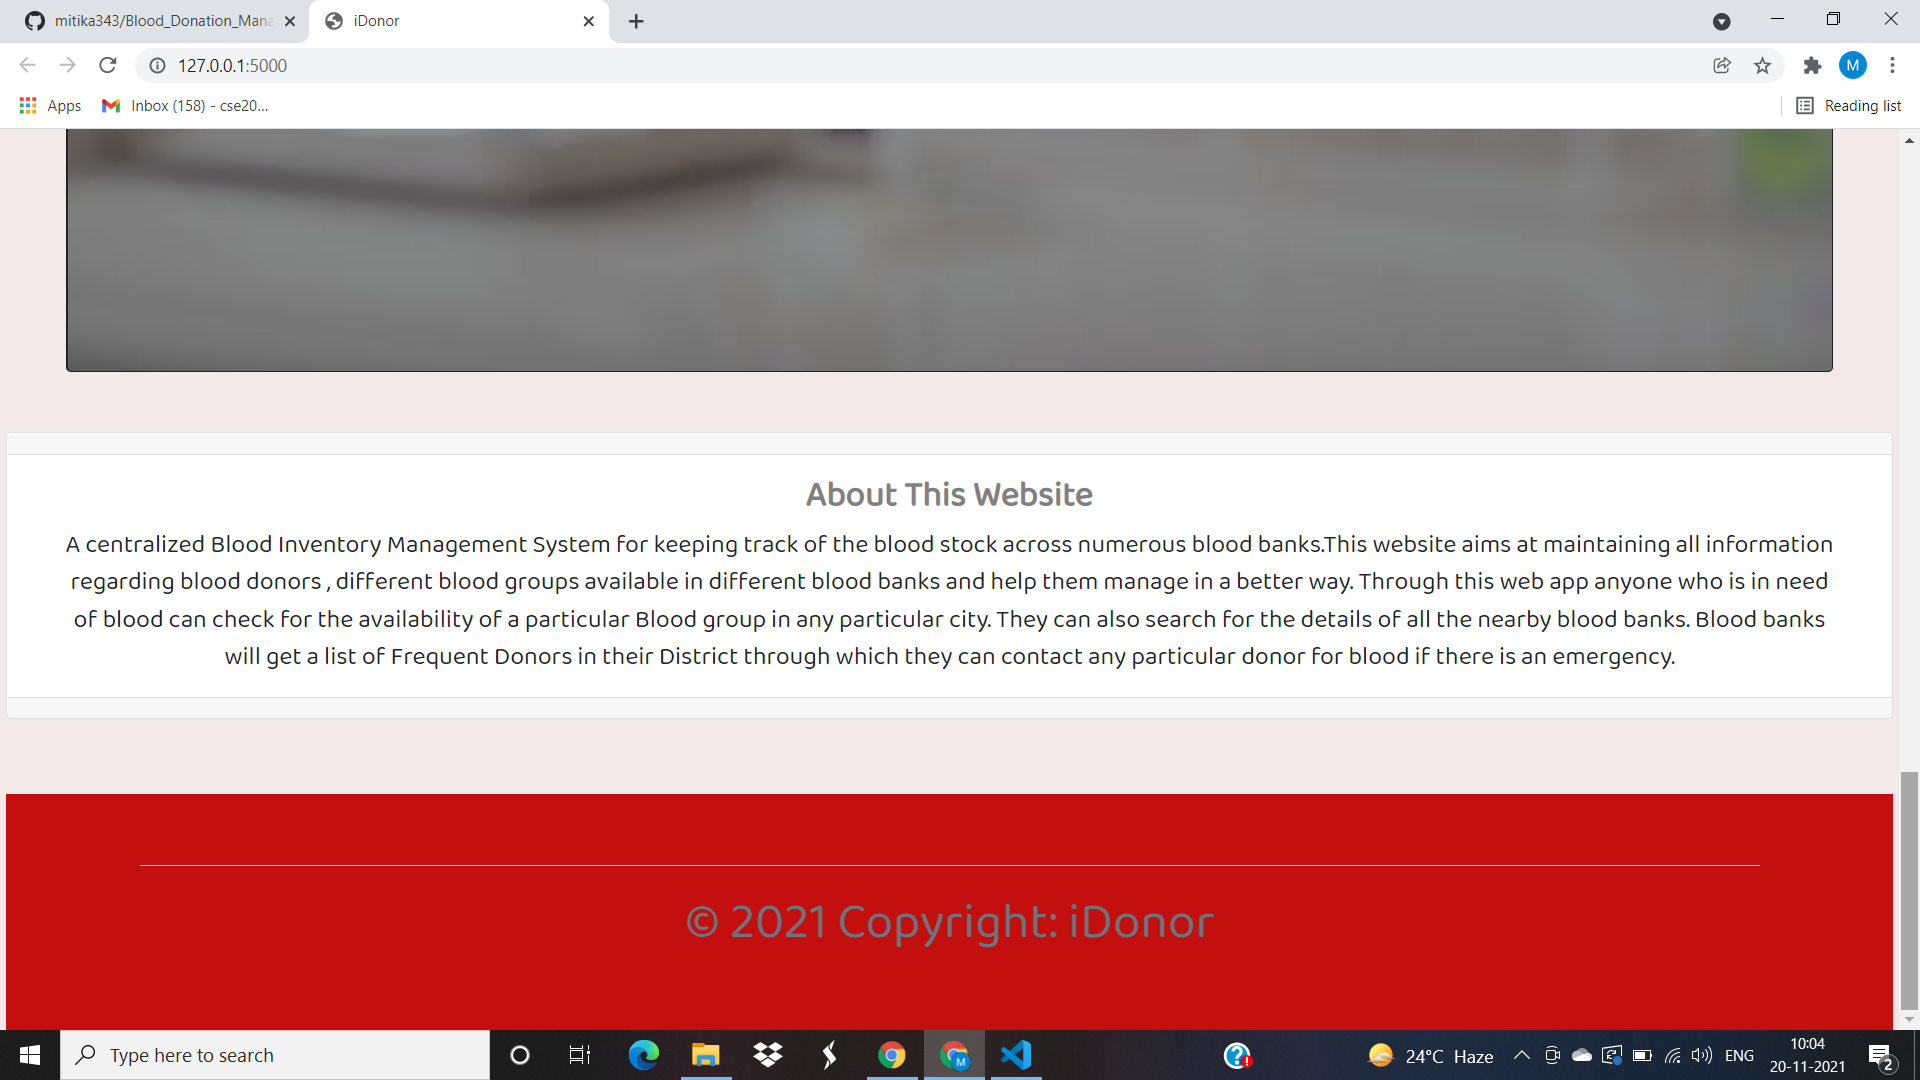 mitika343/Blood_Donation_Mana
iDonor
127.0.0.1:5000
M
Apps
Inbox (158) - cse20...
Reading list
About This Website
A centralized Blood Inventory Management System for keeping track of the blood stock across numerous blood banks.This website aims at maintaining all information
regarding blood donors , different blood groups available in different blood banks and help them manage in a better way. Through this web app anyone who is in need
of blood can check for the availability of a particular Blood group in any particular city. They can also search for the details of all the nearby blood banks. Blood banks
will get a list of Frequent Donors in their District through which they can contact any particular donor for blood if there is an emergency.
© 2021 Copyright: iDonor
Type here to search
M
24°C Haze
ENG
10:04
20-11-2021
2